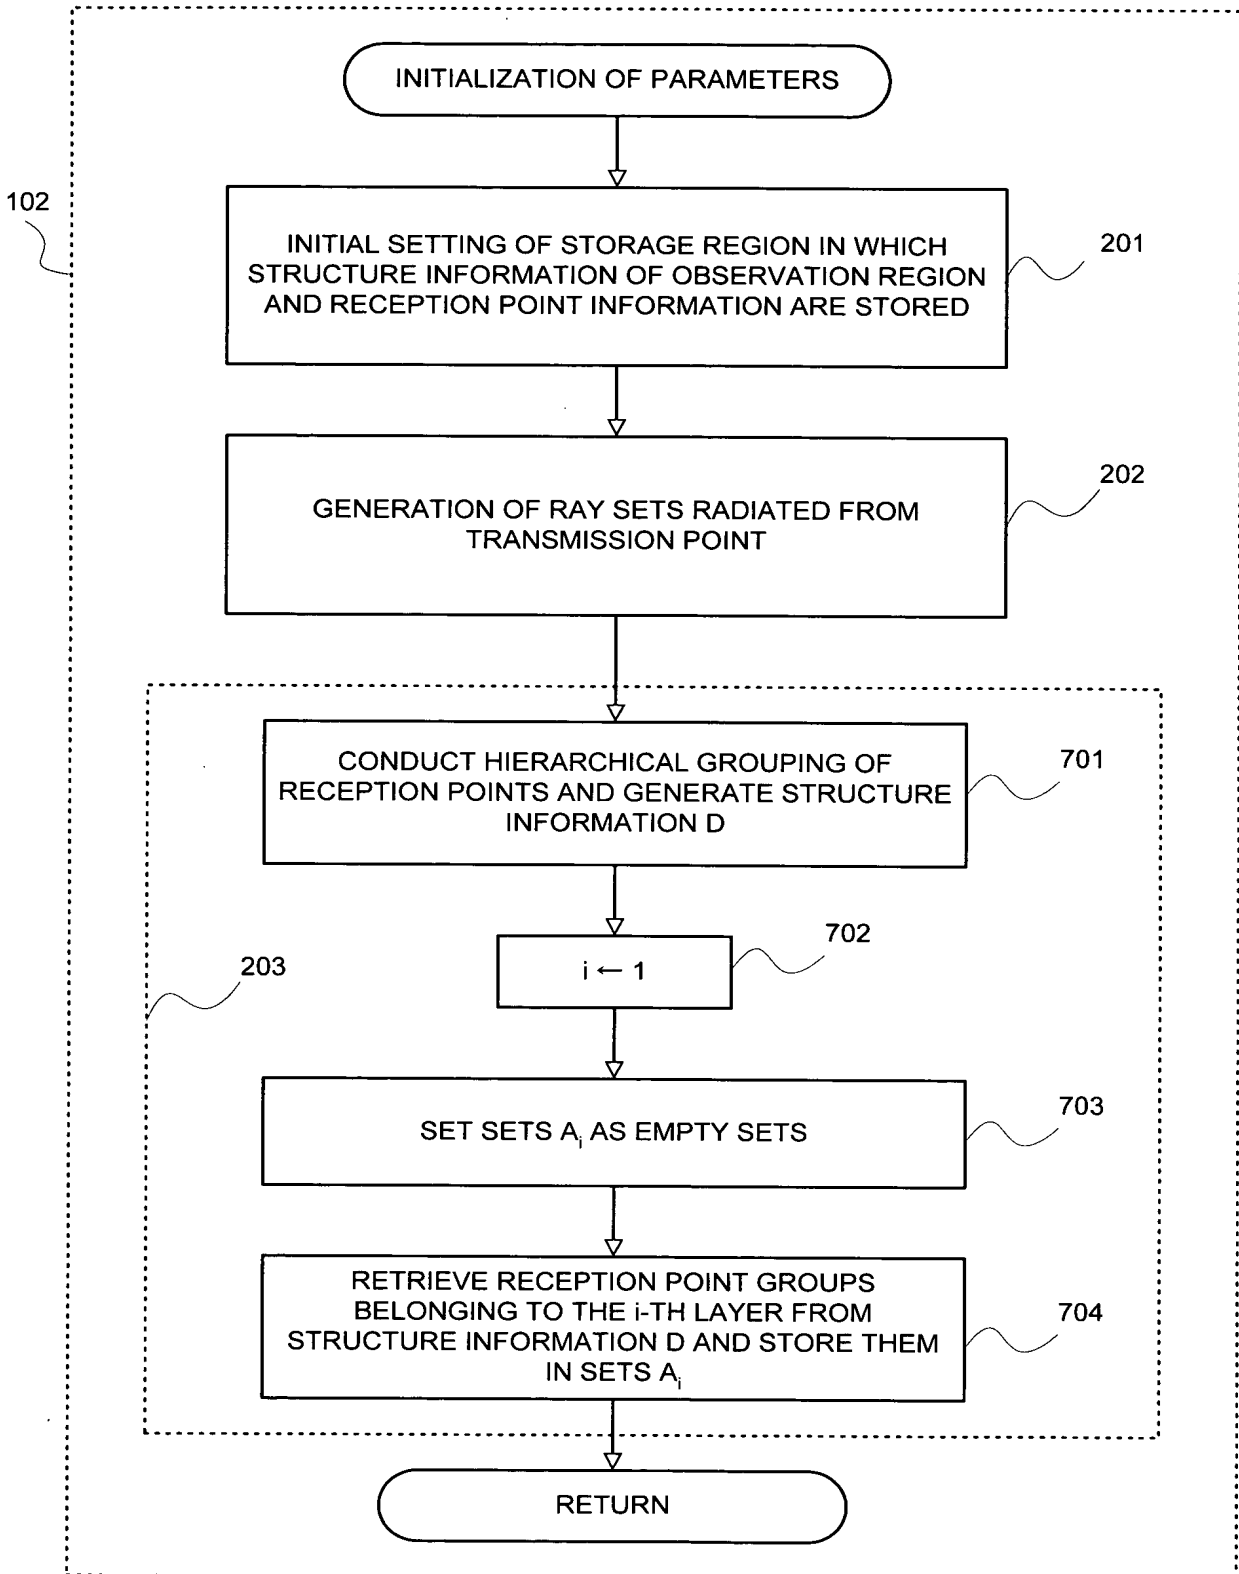 INITIALIZATION OF PARAMETERS
102
INITIAL SETTING OF STORAGE REGION IN WHICH
STRUCTURE INFORMATION OF OBSERVATION REGION
AND RECEPTION POINT INFORMATION ARE STORED
201
GENERATION OF RAY SETS RADIATED FROM
TRANSMISSION POINT
202
CONDUCT HIERARCHICAL GROUPING OF
RECEPTION POINTS AND GENERATE STRUCTURE
INFORMATION D
701
i ← 1
702
203
SET SETS Ai AS EMPTY SETS
703
RETRIEVE RECEPTION POINT GROUPS
BELONGING TO THE i-TH LAYER FROM
STRUCTURE INFORMATION D AND STORE THEM
IN SETS Ai
704
RETURN